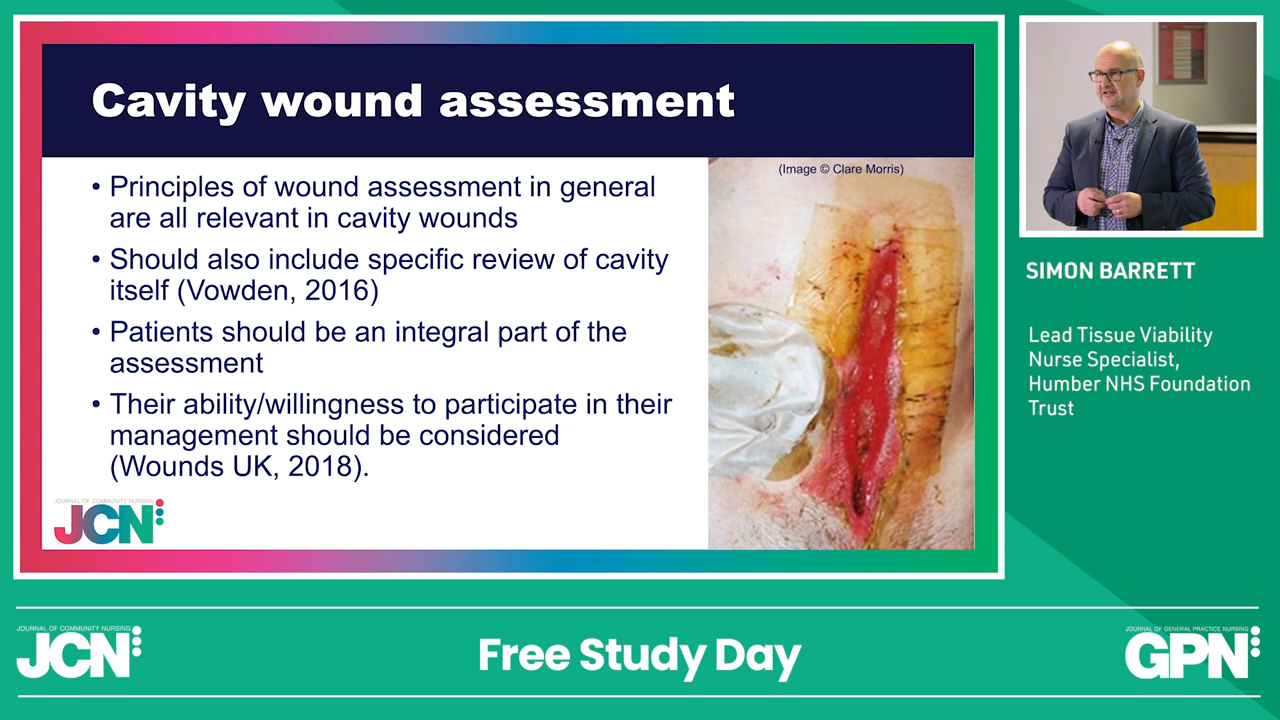 Cavity wound assessment
• Principles of wound assessment in general
are all relevant in cavity wounds
• Should also include specific review of cavity
itself (Vowden, 2016)
• Patients should be an integral part of the
assessment
• Their ability/willingness to participate in their
management should be considered
(Wounds UK, 2018).
(Image © Clare Morris)
JOURNAL OF COMMUNITY NURSING
JCN
SIMON BARRETT
Lead Tissue Viability
Nurse Specialist,
Humber NHS Foundation
Trust
JOURNAL OF COMMUNITY NURSING
JCN
Free Study Day
JOURNAL OF GENERAL PRACTICE NURSING
GPN